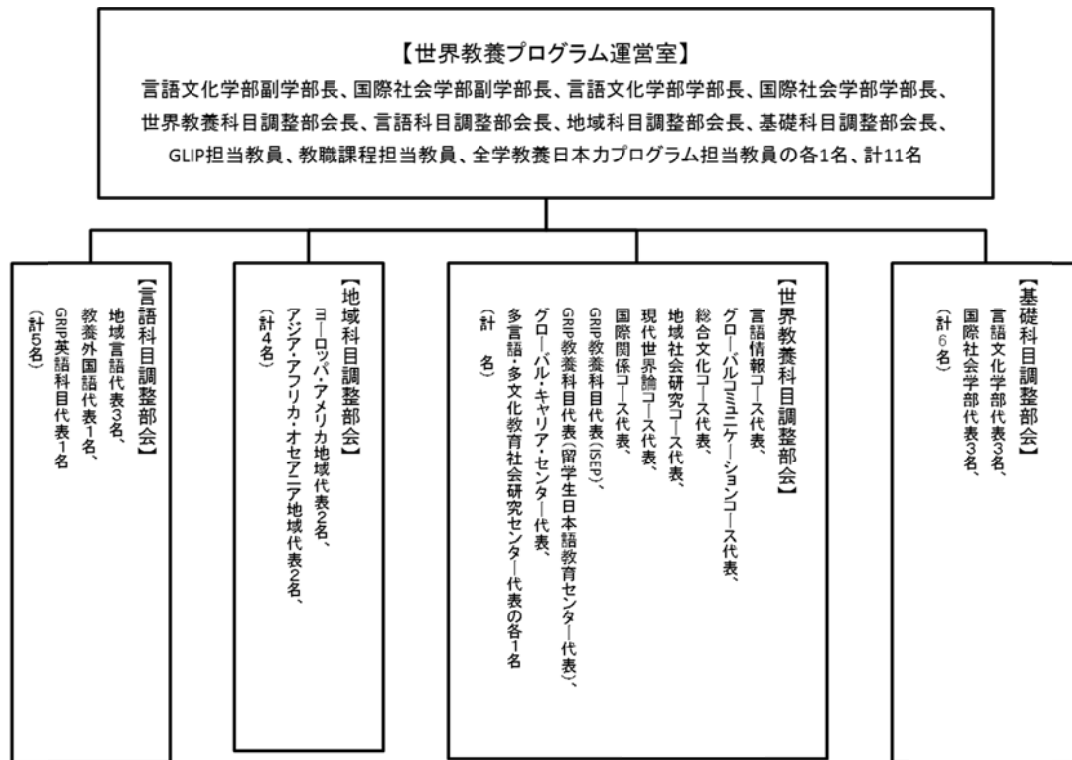 【世界教養プログラム運営室】
言語文化学部副学部長、国際社会学部副学部長、言語文化学部学部長、国際社会学部学部長、
世界教養科目調整部会長、言語科目調整部会長、地域科目調整部会長、基礎科目調整部会長、
GLIP担当教員、教職課程担当教員、全学教養日本力プログラム担当教員の各1名、計11名
【言語科目調整部会】
地域言語代表3名、
教養外国語代表1名、
GRIP英語科目代表1名
（計5名）
【地域科目調整部会】
ヨーロッパ・アメリカ地域代表2名、
アジア・アフリカ・オセアニア地域代表2名、
（計4名）
【世界教養科目調整部会】
言語情報コース代表、
グローバルコミュニケーションコース代表、
総合文化コース代表、
地域社会研究コース代表、
現代世界論コース代表、
国際関係コース代表、
GRIP教養科目代表（ISEP）、
GRIP教養科目代表（留学生日本語教育センター代表）、
グローバル・キャリア・センター代表、
多言語・多文化教育社会研究センター代表の各1名
（計　名）
【基礎科目調整部会】
言語文化学部代表3名、
国際社会学部代表3名、
（計6名）